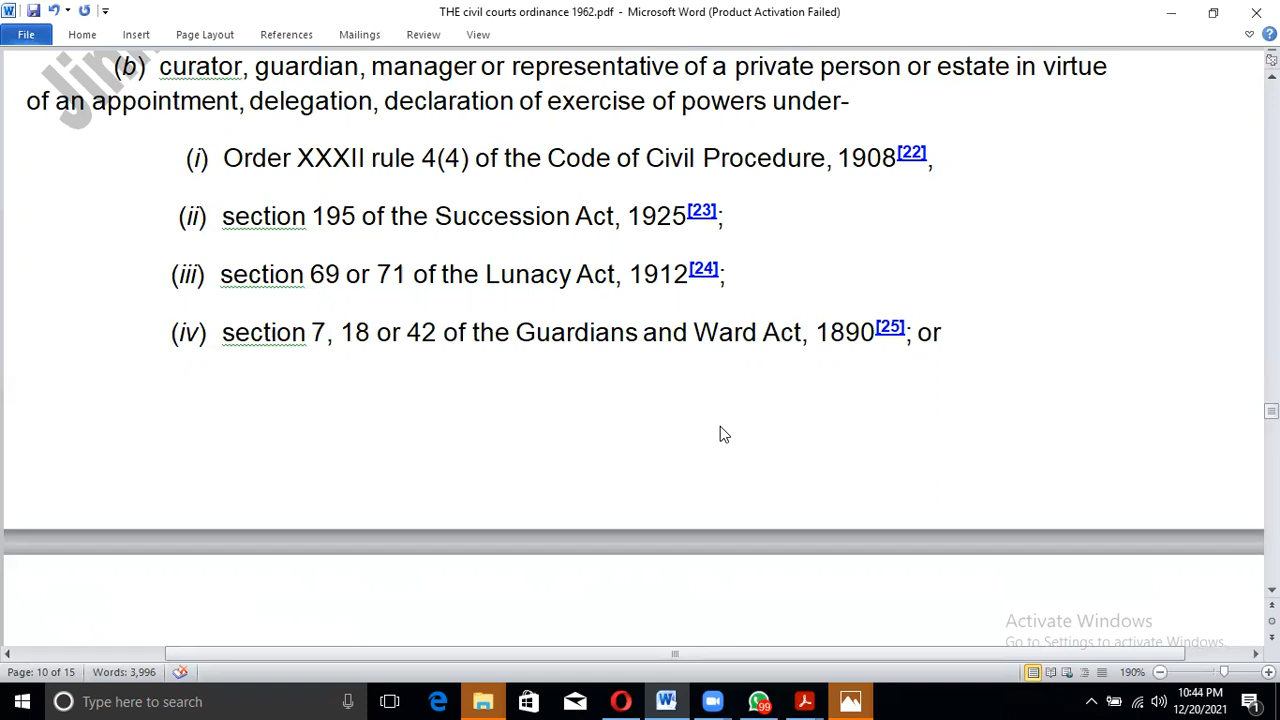 THE civil courts ordinance 1962.pdf - Microsoft Word (Product Activation Failed)
File Home Insert Page Layout References Mailings Review View
(b) curator, guardian, manager or representative of a private person or estate in virtue
of an appointment, delegation, declaration of exercise of powers under-
(i) Order XXXII rule 4(4) of the Code of Civil Procedure, 1908[22],
(ii) section 195 of the Succession Act, 1925[23];
(iii) section 69 or 71 of the Lunacy Act, 1912[24];
(iv) section 7, 18 or 42 of the Guardians and Ward Act, 1890[25]; or
Activate Windows
Go to Settings to activate Windows.
Page: 10 of 15 Words: 3,996 190%
Type here to search 99 10:44 PM
12/20/2021 1